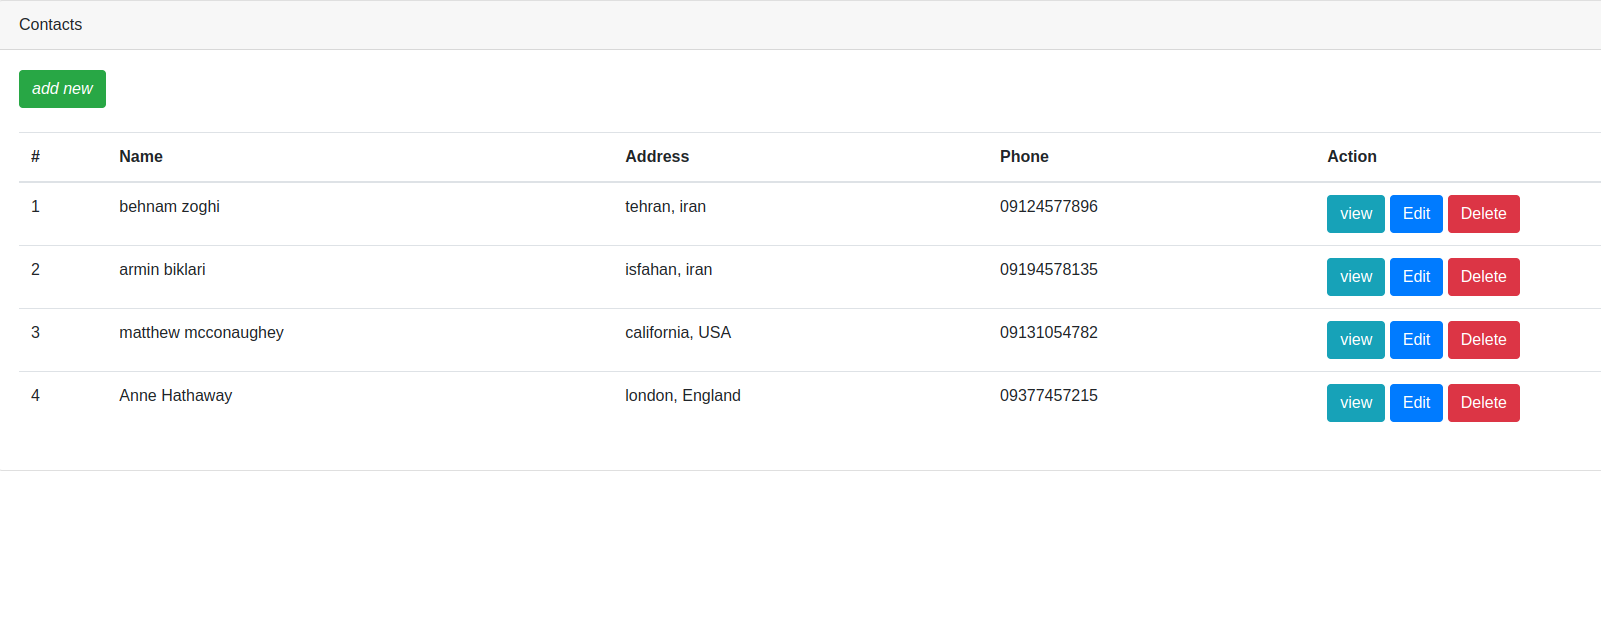 Contacts
add new
# Name Address Phone Action
1 behnam zoghi tehran, iran 09124577896 view Edit Delete
2 armin biklari isfahan, iran 09194578135 view Edit Delete
3 matthew mcconaughey california, USA 09131054782 view Edit Delete
4 Anne Hathaway london, England 09377457215 view Edit Delete